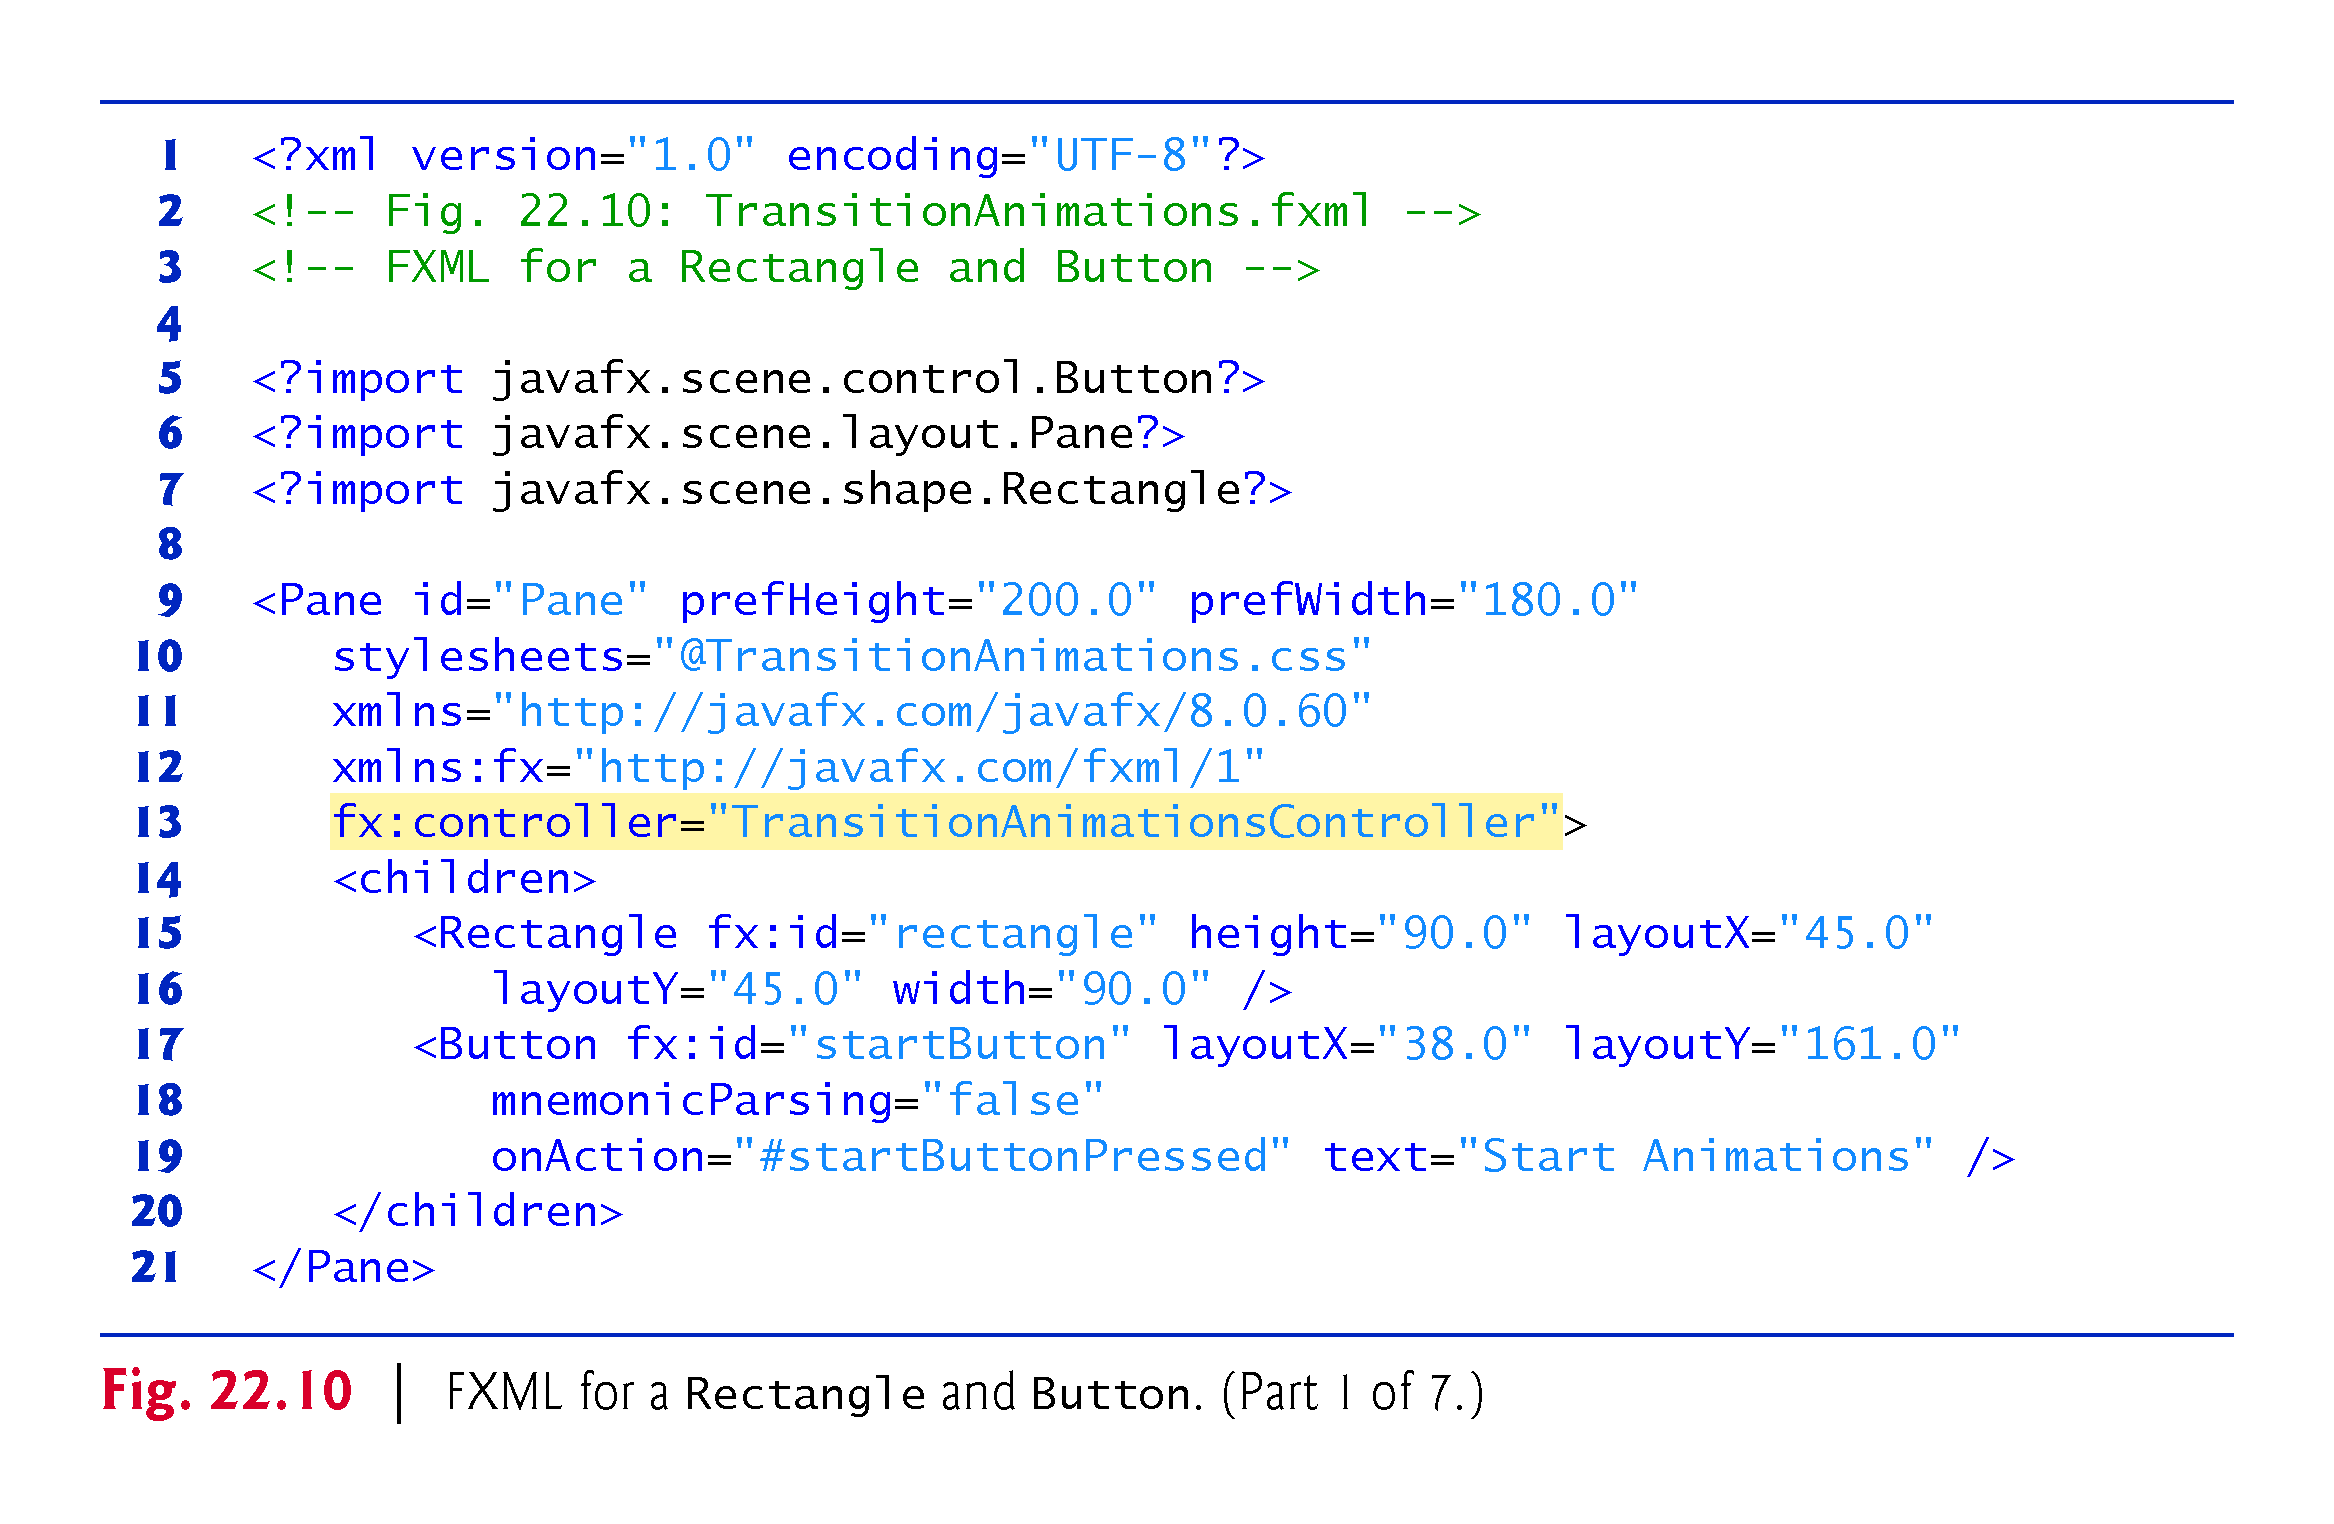 1 <?xml version="1.0" encoding="UTF-8"?>
2 <!-- Fig. 22.10: TransitionAnimations.fxml -->
3 <!-- FXML for a Rectangle and Button -->
4
5 <?import javafx.scene.control.Button?>
6 <?import javafx.scene.layout.Pane?>
7 <?import javafx.scene.shape.Rectangle?>
8
9 <Pane id="Pane" prefHeight="200.0" prefWidth="180.0"
10    stylesheets="@TransitionAnimations.css"
11    xmlns="http://javafx.com/javafx/8.0.60"
12    xmlns:fx="http://javafx.com/fxml/1"
13    fx:controller="TransitionAnimationsController">
14    <children>
15       <Rectangle fx:id="rectangle" height="90.0" layoutX="45.0"
16          layoutY="45.0" width="90.0" />
17       <Button fx:id="startButton" layoutX="38.0" layoutY="161.0"
18          mnemonicParsing="false"
19          onAction="#startButtonPressed" text="Start Animations" />
20    </children>
21 </Pane>
Fig. 22.10 | FXML for a Rectangle and Button. (Part 1 of 7.)